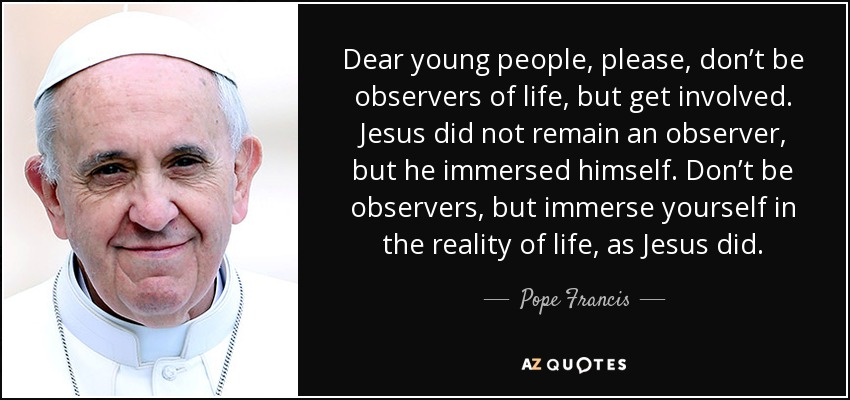 Dear young people, please, don’t be
observers of life, but get involved.
Jesus did not remain an observer,
but he immersed himself. Don’t be
observers, but immerse yourself in
the reality of life, as Jesus did.
Pope Francis
AZ QUOTES